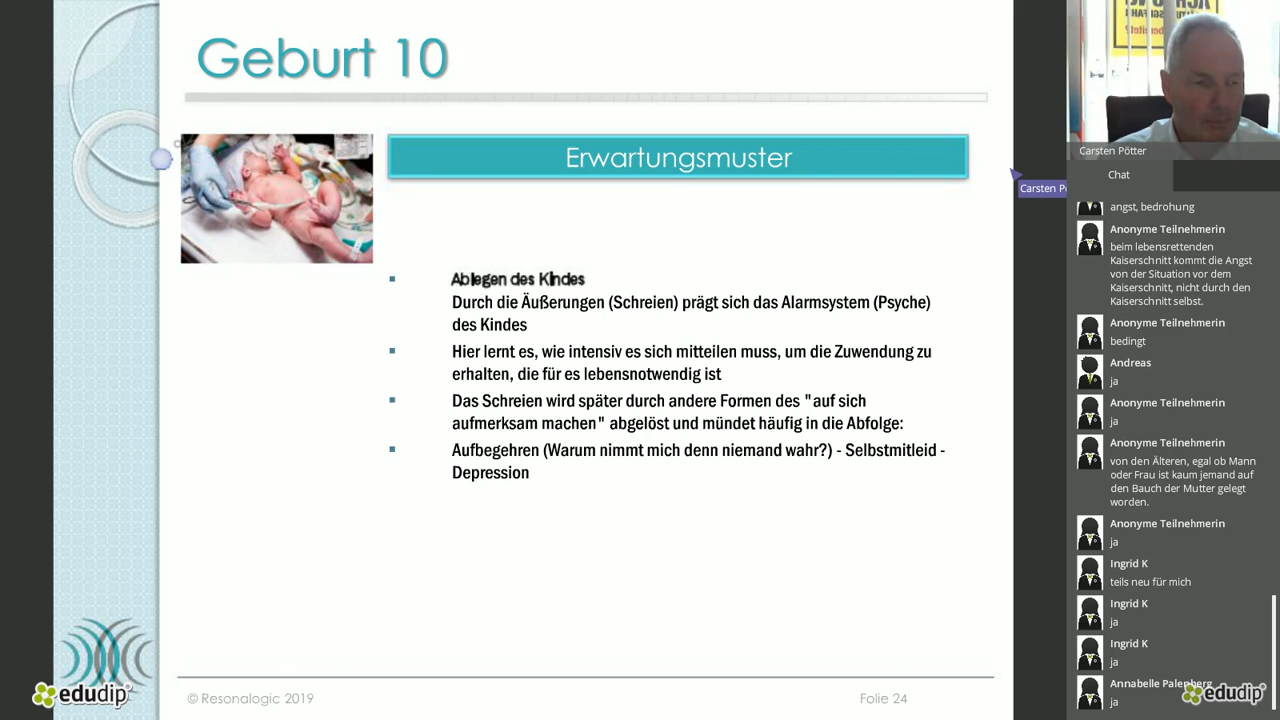 Geburt 10
Erwartungsmuster
Ablegen des Kindes
Durch die Äußerungen (Schreien) prägt sich das Alarmsystem (Psyche)
des Kindes
Hier lernt es, wie intensiv es sich mitteilen muss, um die Zuwendung zu
erhalten, die für es lebensnotwendig ist
Das Schreien wird später durch andere Formen des "auf sich
aufmerksam machen" abgelöst und mündet häufig in die Abfolge:
Aufbegehren (Warum nimmt mich denn niemand wahr?) - Selbstmitleid -
Depression
© Resonalogic 2019
Folie 24
edudip
Carsten Pötter
Carsten P
Chat
angst, bedrohung
Anonyme Teilnehmerin
beim lebensrettenden
Kaiserschnitt kommt die Angst
von der Situation vor dem
Kaiserschnitt, nicht durch den
Kaiserschnitt selbst.
Anonyme Teilnehmerin
bedingt
Andreas
ja
Anonyme Teilnehmerin
ja
Anonyme Teilnehmerin
von den Älteren, egal ob Mann
oder Frau ist kaum jemand auf
den Bauch der Mutter gelegt
worden.
Anonyme Teilnehmerin
ja
Ingrid K
teils neu für mich
Ingrid K
ja
Ingrid K
ja
Annabelle Palenberg
ja
edudip